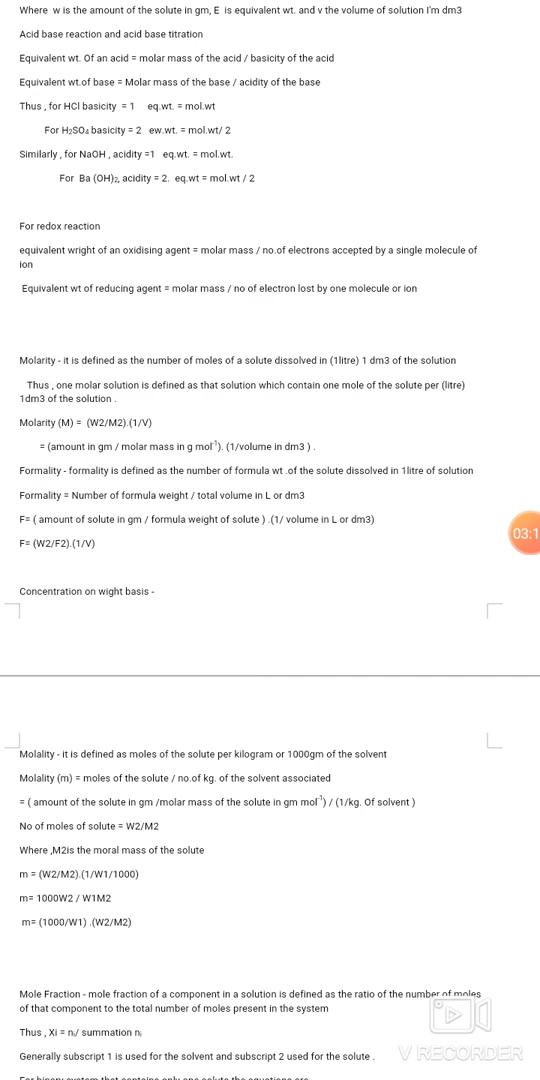 Where w is the amount of the solute in gm, E is equivalent wt. and v the volume of solution I'm dm3
Acid base reaction and acid base titration
Equivalent wt. Of an acid = molar mass of the acid / basicity of the acid
Equivalent wt.of base = Molar mass of the base / acidity of the base
Thus , for HCl basicity = 1 eq.wt. = mol.wt
For H₂SO₄ basicity = 2 ew.wt. = mol.wt/ 2
Similarly , for NaOH , acidity =1 eq.wt. = mol.wt.
For Ba (OH)₂, acidity = 2. eq.wt = mol.wt / 2
For redox reaction
equivalent wright of an oxidising agent = molar mass / no.of electrons accepted by a single molecule of
ion
Equivalent wt of reducing agent = molar mass / no of electron lost by one molecule or ion
Molarity - it is defined as the number of moles of a solute dissolved in (1litre) 1 dm3 of the solution
Thus , one molar solution is defined as that solution which contain one mole of the solute per (litre)
1dm3 of the solution .
Molarity (M) = (W2/M2).(1/V)
= (amount in gm / molar mass in g mol⁻¹). (1/volume in dm3 ) .
Formality - formality is defined as the number of formula wt .of the solute dissolved in 1litre of solution
Formality = Number of formula weight / total volume in L or dm3
F= ( amount of solute in gm / formula weight of solute ) .(1/ volume in L or dm3)
F= (W2/F2).(1/V)
03:1
Concentration on wight basis -
Molality - it is defined as moles of the solute per kilogram or 1000gm of the solvent
Molality (m) = moles of the solute / no.of kg. of the solvent associated
= ( amount of the solute in gm /molar mass of the solute in gm mol⁻¹) / (1/kg. Of solvent )
No of moles of solute = W2/M2
Where ,M2is the moral mass of the solute
m = (W2/M2).(1/W1/1000)
m= 1000W2 / W1M2
m= (1000/W1) .(W2/M2)
Mole Fraction - mole fraction of a component in a solution is defined as the ratio of the number of moles
of that component to the total number of moles present in the system
Thus , Xi = nᵢ/ summation nᵢ
Generally subscript 1 is used for the solvent and subscript 2 used for the solute .
For binary system that contains only one solute the equations are
V RECORDER